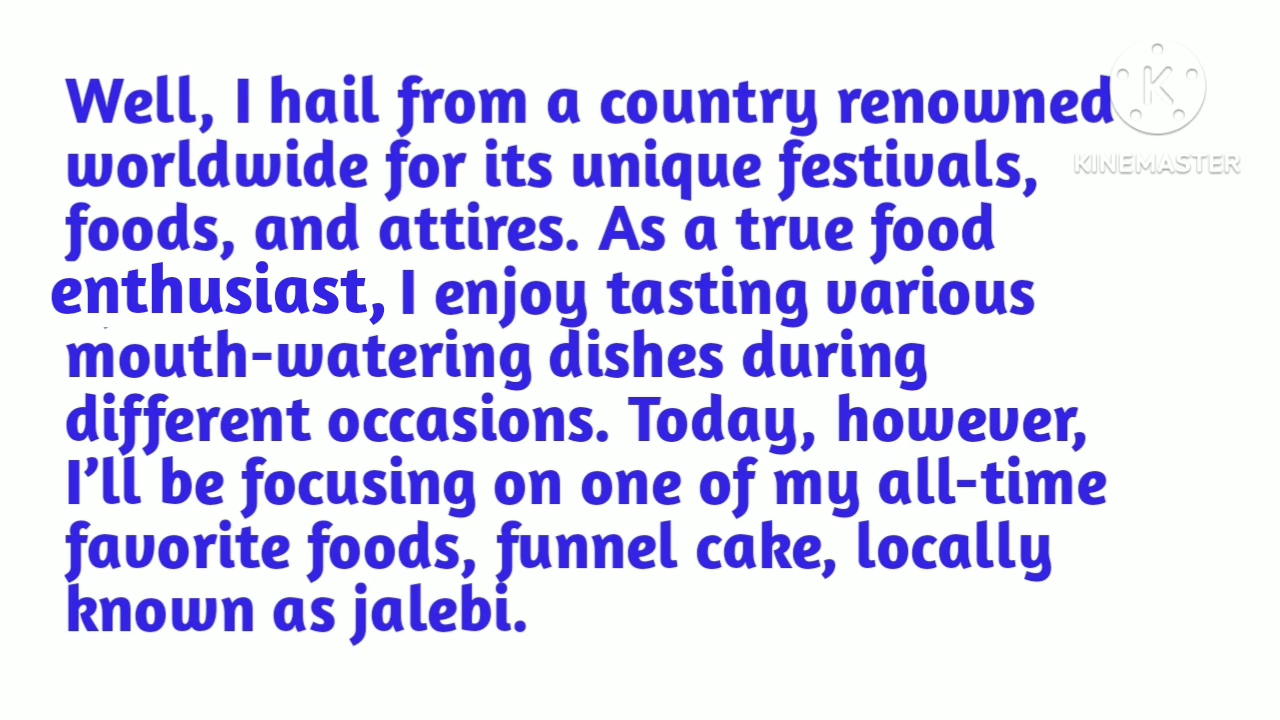 Well, I hail from a country renowned
worldwide for its unique festivals,
foods, and attires. As a true food
enthusiast, I enjoy tasting various
mouth-watering dishes during
different occasions. Today, however,
I’ll be focusing on one of my all-time
favorite foods, funnel cake, locally
known as jalebi.
K
KINEMASTER